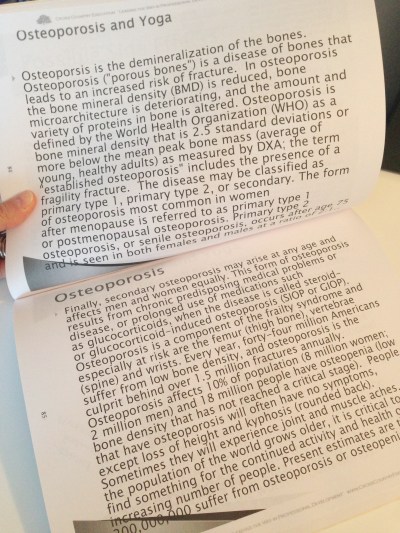 Osteoporosis and Yoga
Osteoporsis is the demineralization of the bones.
Osteoporosis ("porous bones") is a disease of bones that
leads to an increased risk of fracture. In osteoporosis
the bone mineral density (BMD) is reduced, bone
microarchitecture is deteriorating, and the amount and
variety of proteins in bone is altered. Osteoporosis is
defined by the World Health Organization (WHO) as a
bone mineral density that is 2.5 standard deviations or
more below the mean peak bone mass (average of
young, healthy adults) as measured by DXA; the term
"established osteoporosis" includes the presence of a
fragility fracture. The disease may be classified as
primary type 1, primary type 2, or secondary. The form
of osteoporosis most common in women
after menopause is referred to as primary type 1
or postmenopausal osteoporosis. Primary type 2
osteoporosis, or senile osteoporosis, occurs after age 75
and is seen in both females and males at a ratio of
Osteoporosis
Finally, secondary osteoporosis may arise at any age and
affects men and women equally. This form of osteoporosis
results from chronic predisposing medical problems or
disease, or prolonged use of medications such
as glucocorticoids, when the disease is called steroid-
or glucocorticoid-induced osteoporosis (SIOP or GIOP).
Osteoporosis is a component of the frailty syndrome and
especially at risk are the femur (thigh bone), vertebrae
(spine) and wrists. Every year, forty-four million Americans
suffer from low bone density, and osteoporosis is the
culprit behind over 1.5 million fractures annually.
Osteoporosis affects 10% of population (8 million women;
2 million men) and 18 million people have osteopenia (low
bone density that has not reached a critical stage). People
that have osteoporosis will often have no symptoms,
except loss of height and kyphosis (rounded back).
Sometimes they will experience joint and muscle aches.
the population of the world grows older, it is critical to
find something for the continued activity and health o
increasing number of people. Present estimates are t
200,000,000 suffer from osteoporosis or osteopeni